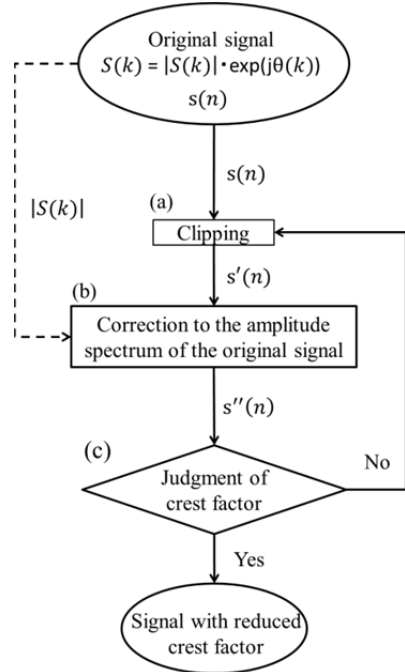 Original signal
S(k) = |S(k)|・exp(jθ(k))
s(n)
s(n)
|S(k)|
(a)
Clipping
s′(n)
(b)
Correction to the amplitude
spectrum of the original signal
s′′(n)
(c)
Judgment of
crest factor
No
Yes
Signal with reduced
crest factor